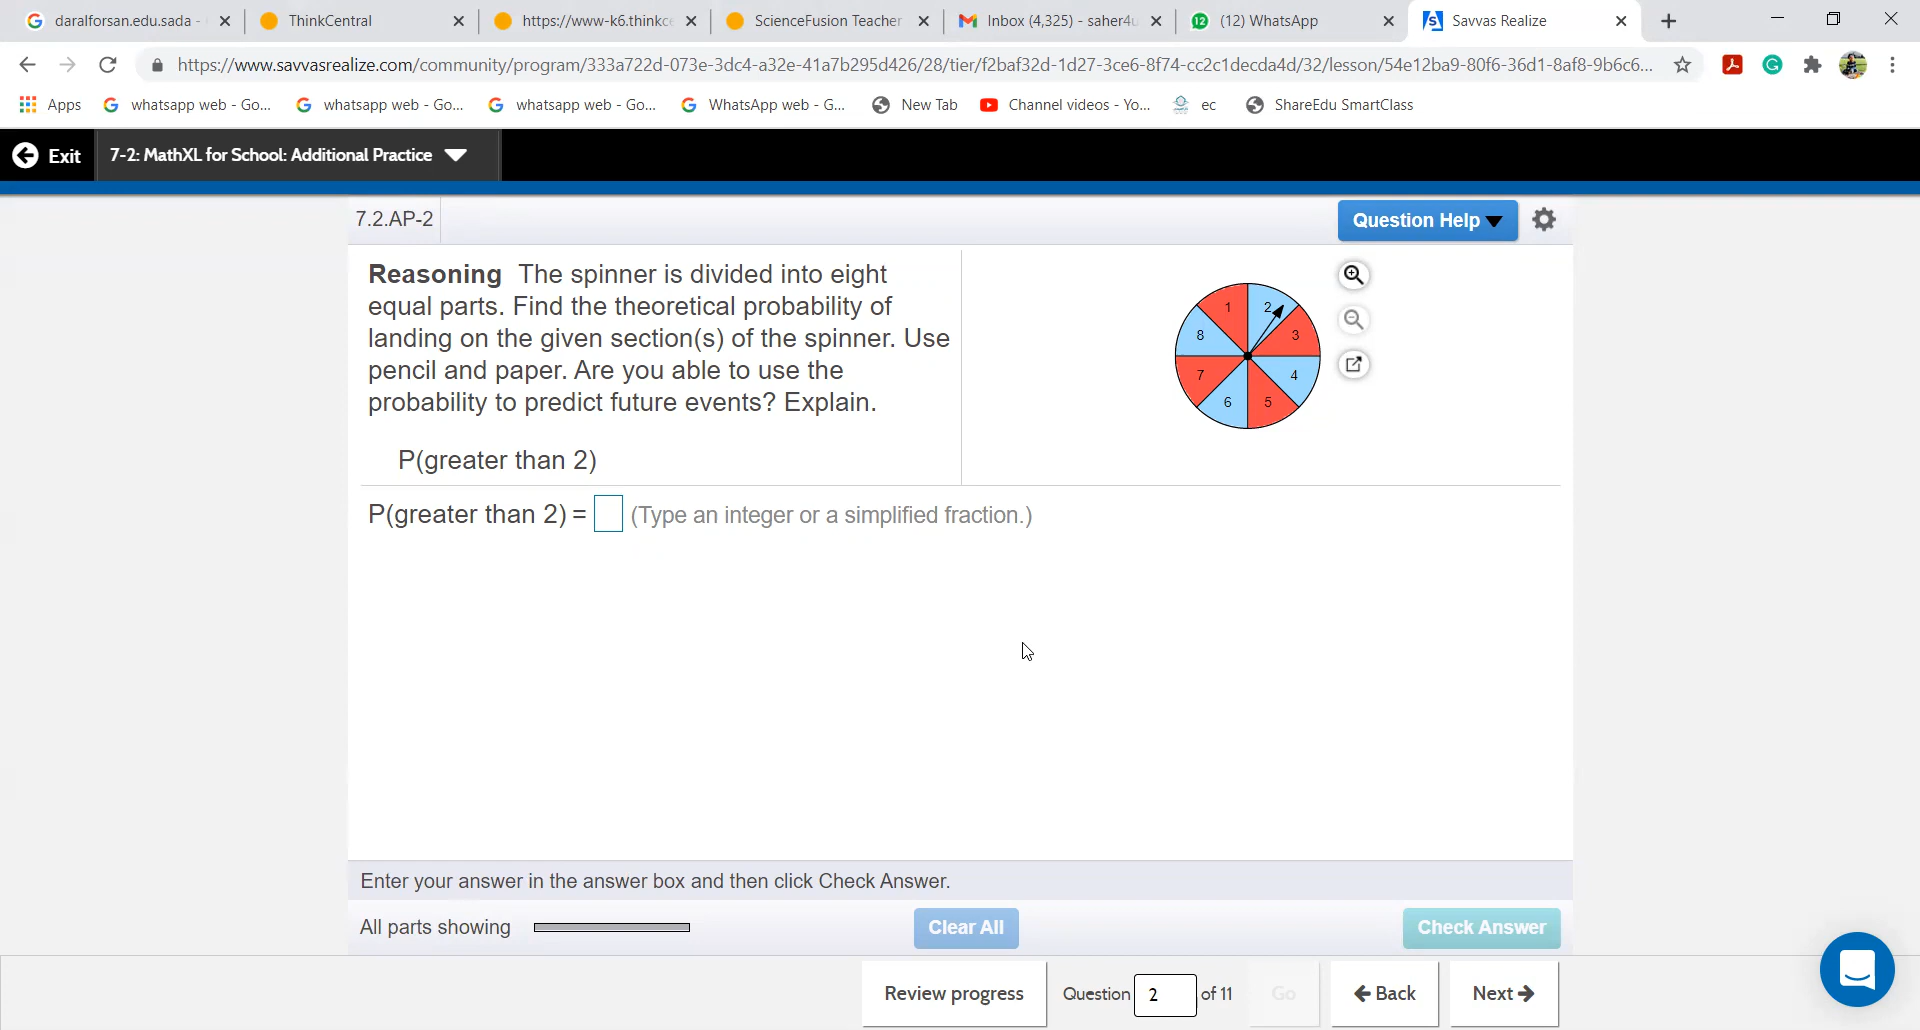 daralforsan.edu.sada -
ThinkCentral
https://www-k6.thinkce
ScienceFusion Teacher
Inbox (4,325) - saher4u
12
(12) WhatsApp
Savvas Realize
https://www.savvasrealize.com/community/program/333a722d-073e-3dc4-a32e-41a7b295d426/28/tier/f2baf32d-1d27-3ce6-8f74-cc2c1decda4d/32/lesson/54e12ba9-80f6-36d1-8af8-9b6c6...
Apps
whatsapp web - Go...
whatsapp web - Go...
whatsapp web - Go...
WhatsApp web - G...
New Tab
Channel videos - Yo...
ec
ShareEdu SmartClass
Exit
7-2: MathXL for School: Additional Practice
7.2.AP-2
Question Help
Reasoning The spinner is divided into eight
equal parts. Find the theoretical probability of
landing on the given section(s) of the spinner. Use
pencil and paper. Are you able to use the
probability to predict future events? Explain.
P(greater than 2)
1 2
8 3
7 4
6 5
P(greater than 2) = (Type an integer or a simplified fraction.)
Enter your answer in the answer box and then click Check Answer.
All parts showing
Clear All
Check Answer
Review progress
Question 2 of 11
Go
Back
Next